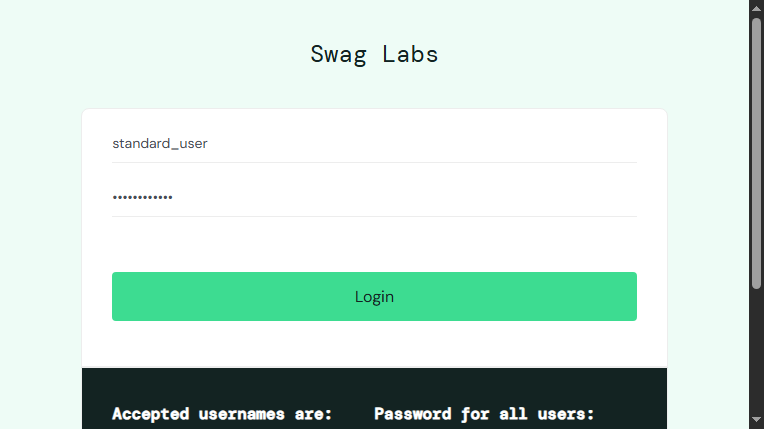 Swag Labs
standard_user
••••••••••••
Login
Accepted usernames are:
Password for all users: